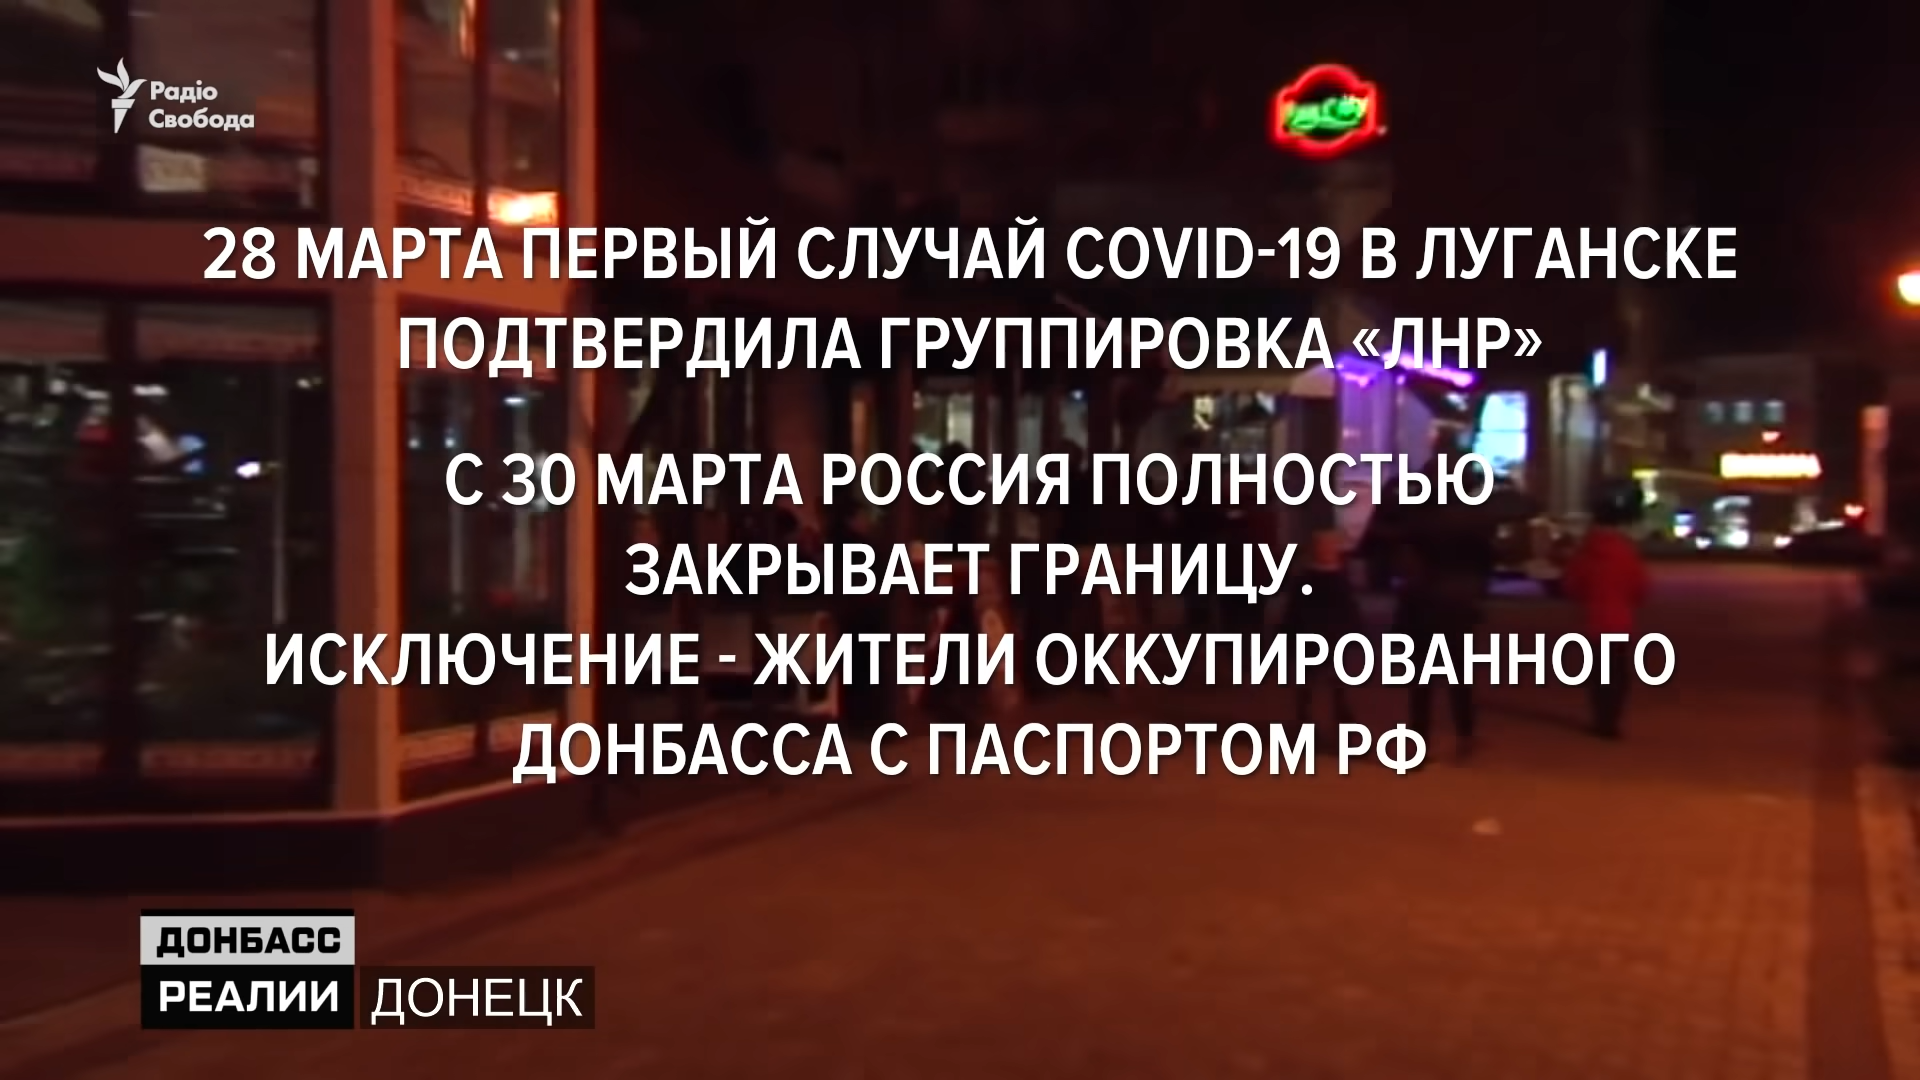 Радіо
Свобода
28 МАРТА ПЕРВЫЙ СЛУЧАЙ COVID-19 В ЛУГАНСКЕ
ПОДТВЕРДИЛА ГРУППИРОВКА «ЛНР»
С 30 МАРТА РОССИЯ ПОЛНОСТЬЮ
ЗАКРЫВАЕТ ГРАНИЦУ.
ИСКЛЮЧЕНИЕ - ЖИТЕЛИ ОККУПИРОВАННОГО
ДОНБАССА С ПАСПОРТОМ РФ
ДОНБАСС
РЕАЛИИ
ДОНЕЦК